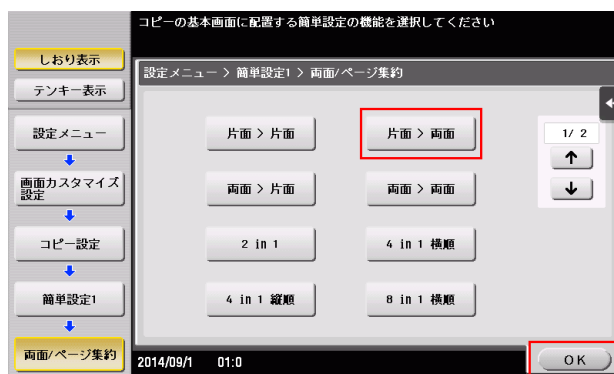 コピーの基本画面に配置する簡単設定の機能を選択してください
しおり表示
テンキー表示
設定メニュー > 簡単設定1 > 両面/ページ集約
設定メニュー
画面カスタマイズ
設定
コピー設定
簡単設定1
両面/ページ集約
片面 > 片面
片面 > 両面
1/ 2
両面 > 片面
両面 > 両面
2 in 1
4 in 1 横順
4 in 1 縦順
8 in 1 横順
2014/09/1 01:0
OK